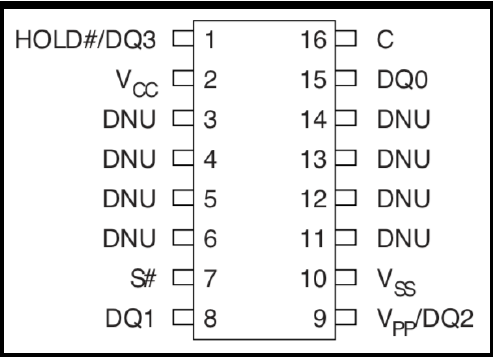 HOLD#/DQ3 1 16 C
VCC 2 15 DQ0
DNU 3 14 DNU
DNU 4 13 DNU
DNU 5 12 DNU
DNU 6 11 DNU
S# 7 10 VSS
DQ1 8 9 VPP/DQ2